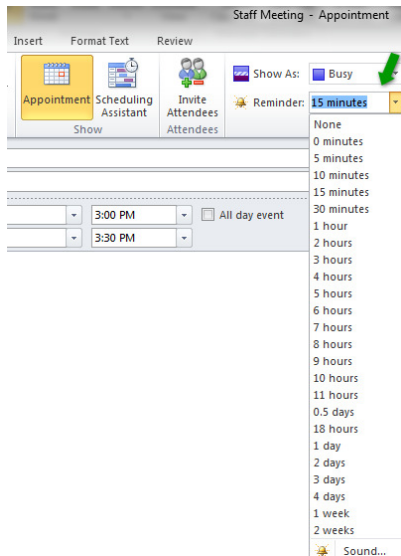 Staff Meeting - Appointment
Insert Format Text Review
Appointment Scheduling Assistant Invite Attendees Show As: Busy
Reminder: 15 minutes
Show Attendees
None
0 minutes
5 minutes
10 minutes
15 minutes
30 minutes
3:00 PM All day event
3:30 PM
1 hour
2 hours
3 hours
4 hours
5 hours
6 hours
7 hours
8 hours
9 hours
10 hours
11 hours
0.5 days
18 hours
1 day
2 days
3 days
4 days
1 week
2 weeks
Sound...